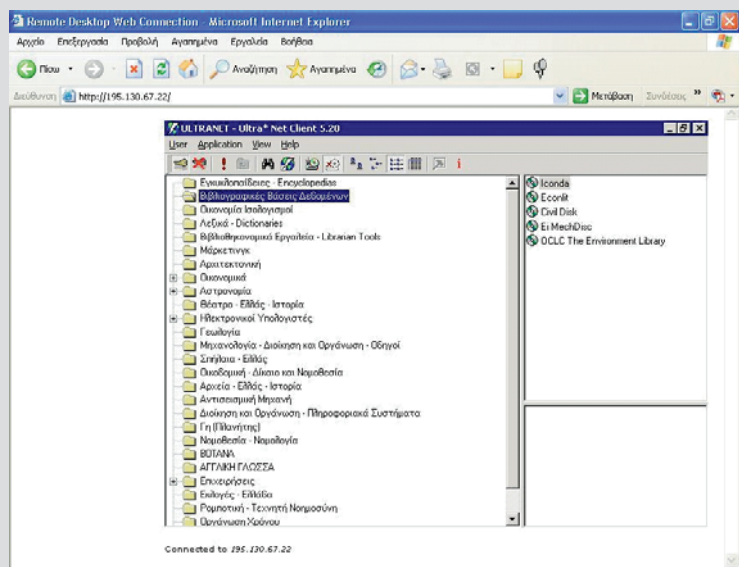 Remote Desktop Web Connection - Microsoft Internet Explorer
Αρχείο Επεξεργασία Προβολή Αγαπημένα Εργαλεία Βοήθεια
Πίσω Αναζήτηση Αγαπημένα
Διεύθυνση http://195.130.67.22/ Μετάβαση Συνδέσεις »
ULTRANET - Ultra* Net Client 5.20
User Application View Help
Εγκυκλοπαίδειες - Encyclopedias
Βιβλιογραφικές Βάσεις Δεδομένων
Οικονομία Ισολογισμοί
Λεξικά - Dictionaries
Βιβλιοθηκονομικά Εργαλεία - Librarian Tools
Μάρκετινγκ
Αρχιτεκτονική
Οικονομικά
Αστρονομία
Θέατρο - Ελλάς - Ιστορία
Ηλεκτρονικοί Υπολογιστές
Γεωλογία
Μηχανολογία - Διοίκηση και Οργάνωση - Οδηγοί
Σπήλαια - Ελλάς
Οικοδομική - Δίκαιο και Νομοθεσία
Αρχεία - Ελλάς - Ιστορία
Αντισεισμική Μηχανή
Διοίκηση και Οργάνωση - Πληροφοριακά Συστήματα
Γη (Πλανήτης)
Νομοθεσία - Νομολογία
ΒΟΤΑΝΑ
ΑΓΓΛΙΚΗ ΓΛΩΣΣΑ
Επιχειρήσεις
Εκλογές - Ελλάδα
Ρομποτική - Τεχνητή Νοημοσύνη
Οργάνωση Χρόνου
Iconda
Econlit
Civil Disk
Ei MechDisc
OCLC The Environment Library
Connected to 195.130.67.22